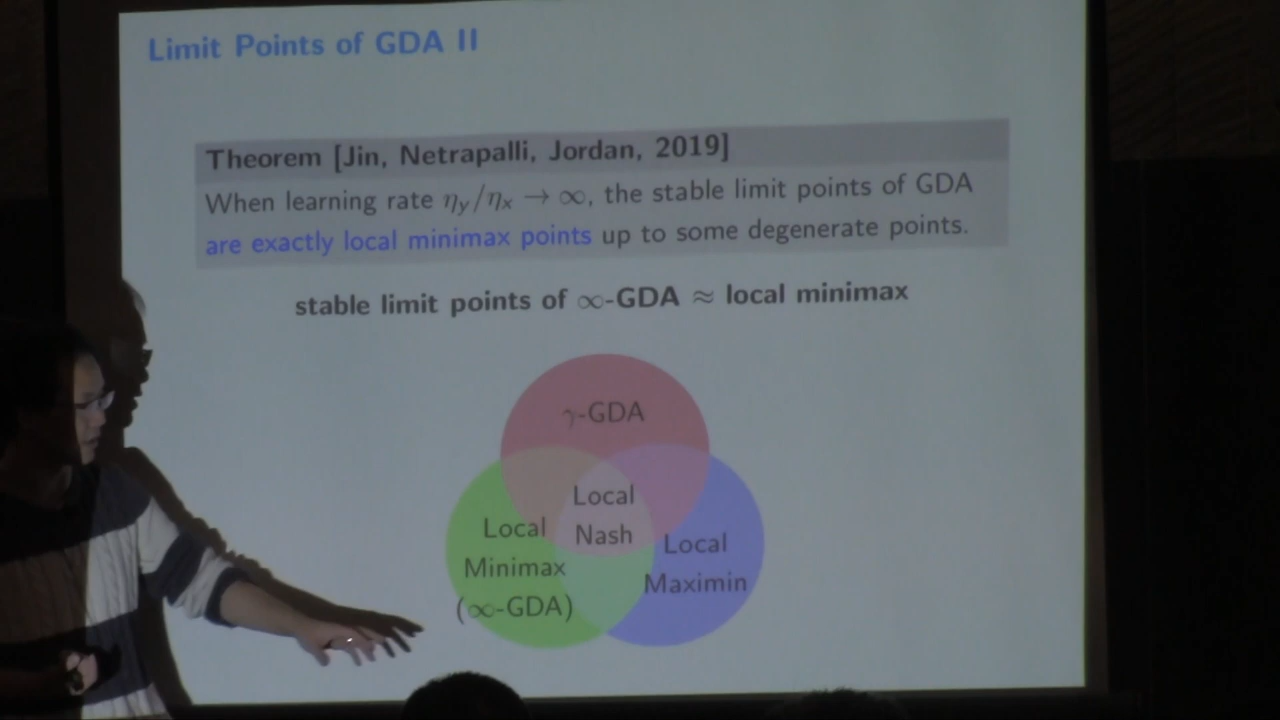 Limit Points of GDA II
Theorem [Jin, Netrapalli, Jordan, 2019]
When learning rate ηy/ηx → ∞, the stable limit points of GDA
are exactly local minimax points up to some degenerate points.
stable limit points of ∞-GDA ≈ local minimax
γ-GDA
Local
Nash
Local
Minimax
(∞-GDA)
Local
Maximin